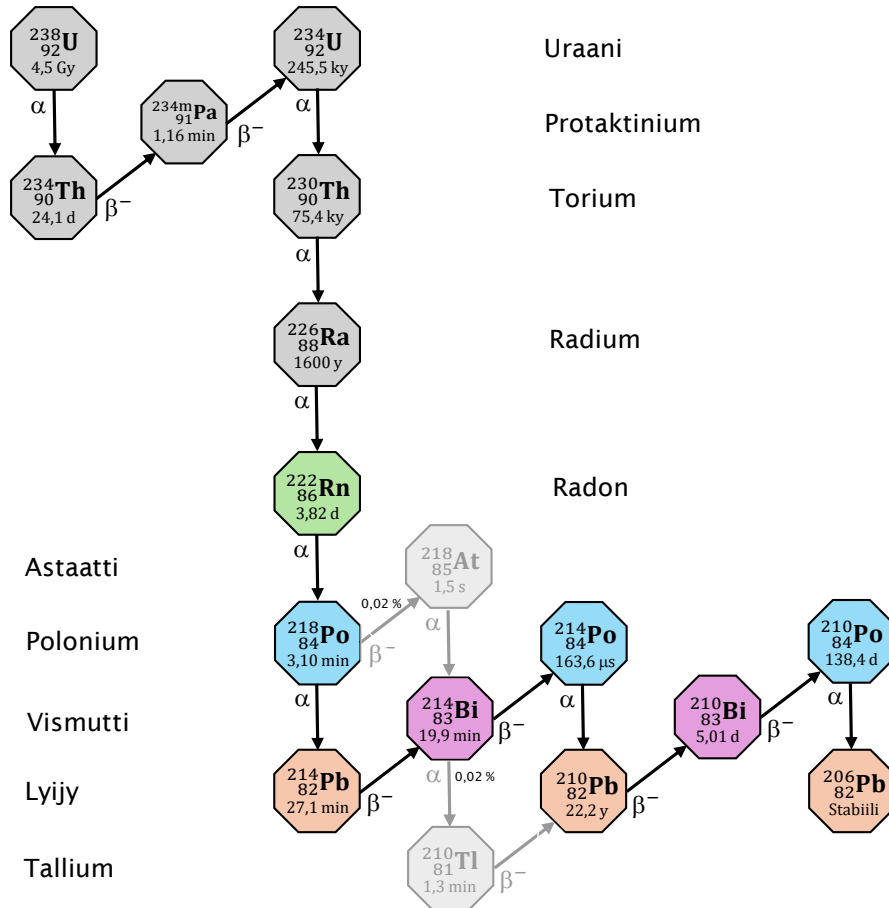 238 92 U
4,5 Gy
234 92 U
245,5 ky
Uraani
α
234m 91 Pa
1,16 min
β⁻
α
Protaktinium
234 90 Th
24,1 d
β⁻
230 90 Th
75,4 ky
Torium
α
226 88 Ra
1600 y
Radium
α
222 86 Rn
3,82 d
Radon
α
218 85 At
1,5 s
Astaatti
0,02 %
α
Polonium
218 84 Po
3,10 min
β⁻
214 84 Po
163,6 µs
210 84 Po
138,4 d
α
214 83 Bi
19,9 min
β⁻
α
210 83 Bi
5,01 d
β⁻
α
Vismutti
Lyijy
214 82 Pb
27,1 min
β⁻
α
0,02 %
210 82 Pb
22,2 y
β⁻
206 82 Pb
Stabiili
Tallium
210 81 Tl
1,3 min
β⁻